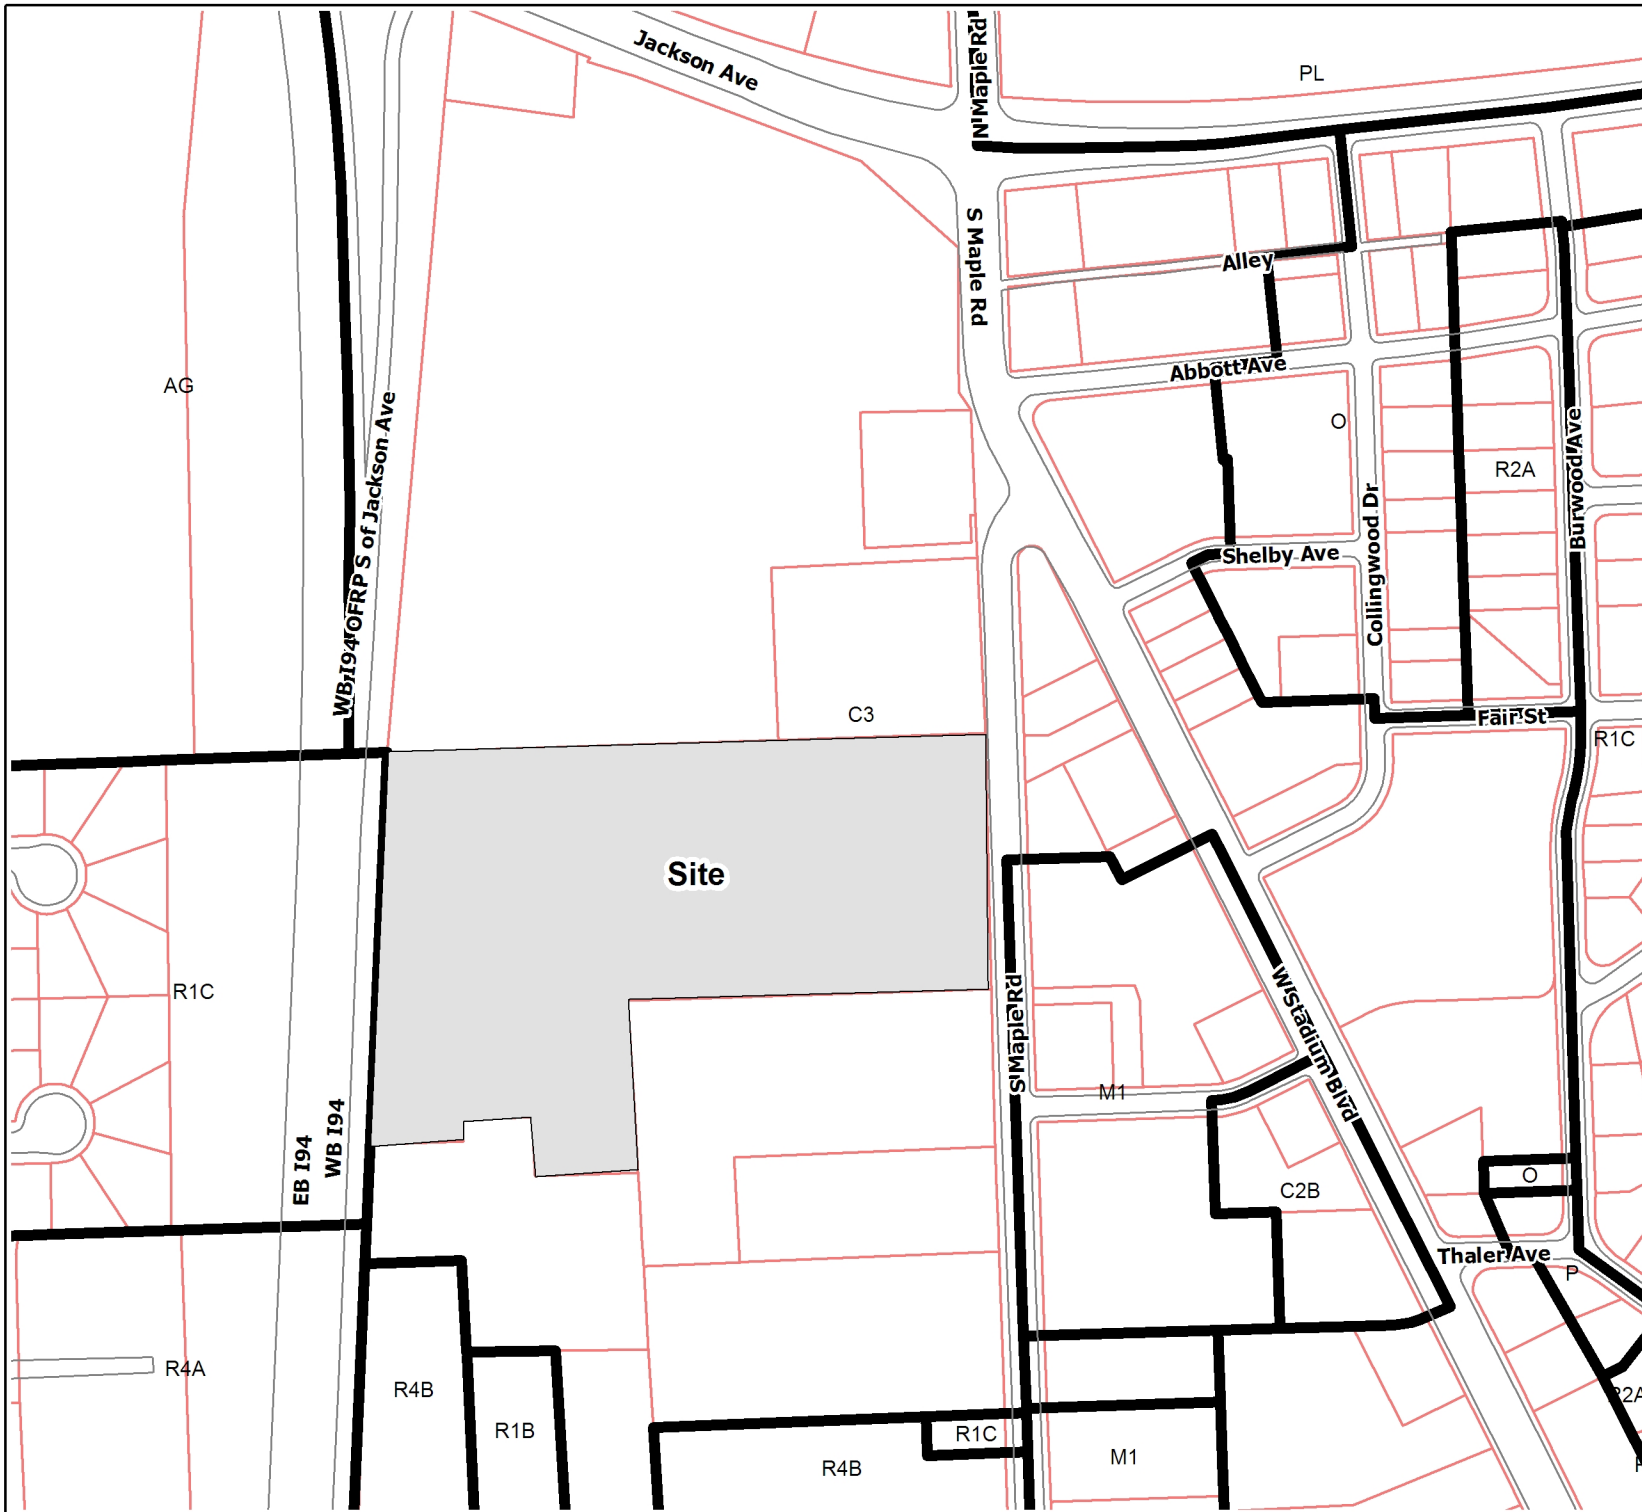 Jackson Ave
N Maple Rd
PL
S Maple Rd
Alley
Abbott Ave
AG
O
R2A
Burwood Ave
WB I94 OFRP S of Jackson Ave
Collingwood Dr
Shelby Ave
C3
Fair St
R1C
Site
R1C
S Maple Rd
W Stadium Blvd
M1
EB I94
WB I94
C2B
O
Thaler Ave
P
R4A
R4B
R1B
R1C
R4B
M1